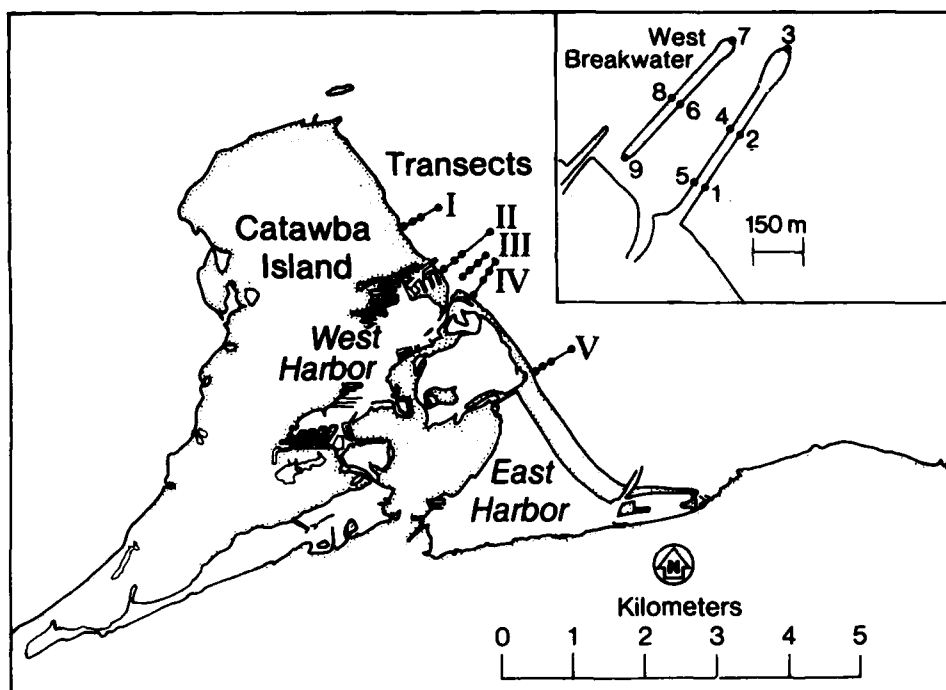 West
Breakwater
7
3
8
6
4
2
9
5
1
150 m
Transects
I
II
III
IV
Catawba
Island
West
Harbor
V
East
Harbor
N
Kilometers
0 1 2 3 4 5